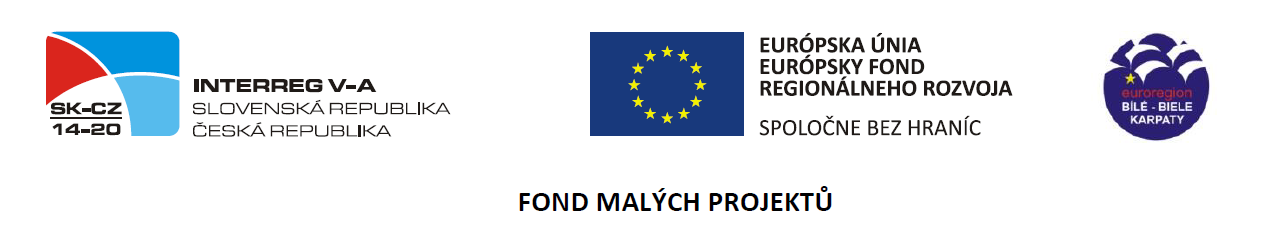 SK-CZ
14-20
INTERREG V-A
SLOVENSKÁ REPUBLIKA
ČESKÁ REPUBLIKA
EURÓPSKA ÚNIA
EURÓPSKY FOND
REGIONÁLNEHO ROZVOJA
SPOLOČNE BEZ HRANÍC
euroregion
BÍLÉ - BIELE
KARPATY
FOND MALÝCH PROJEKTŮ